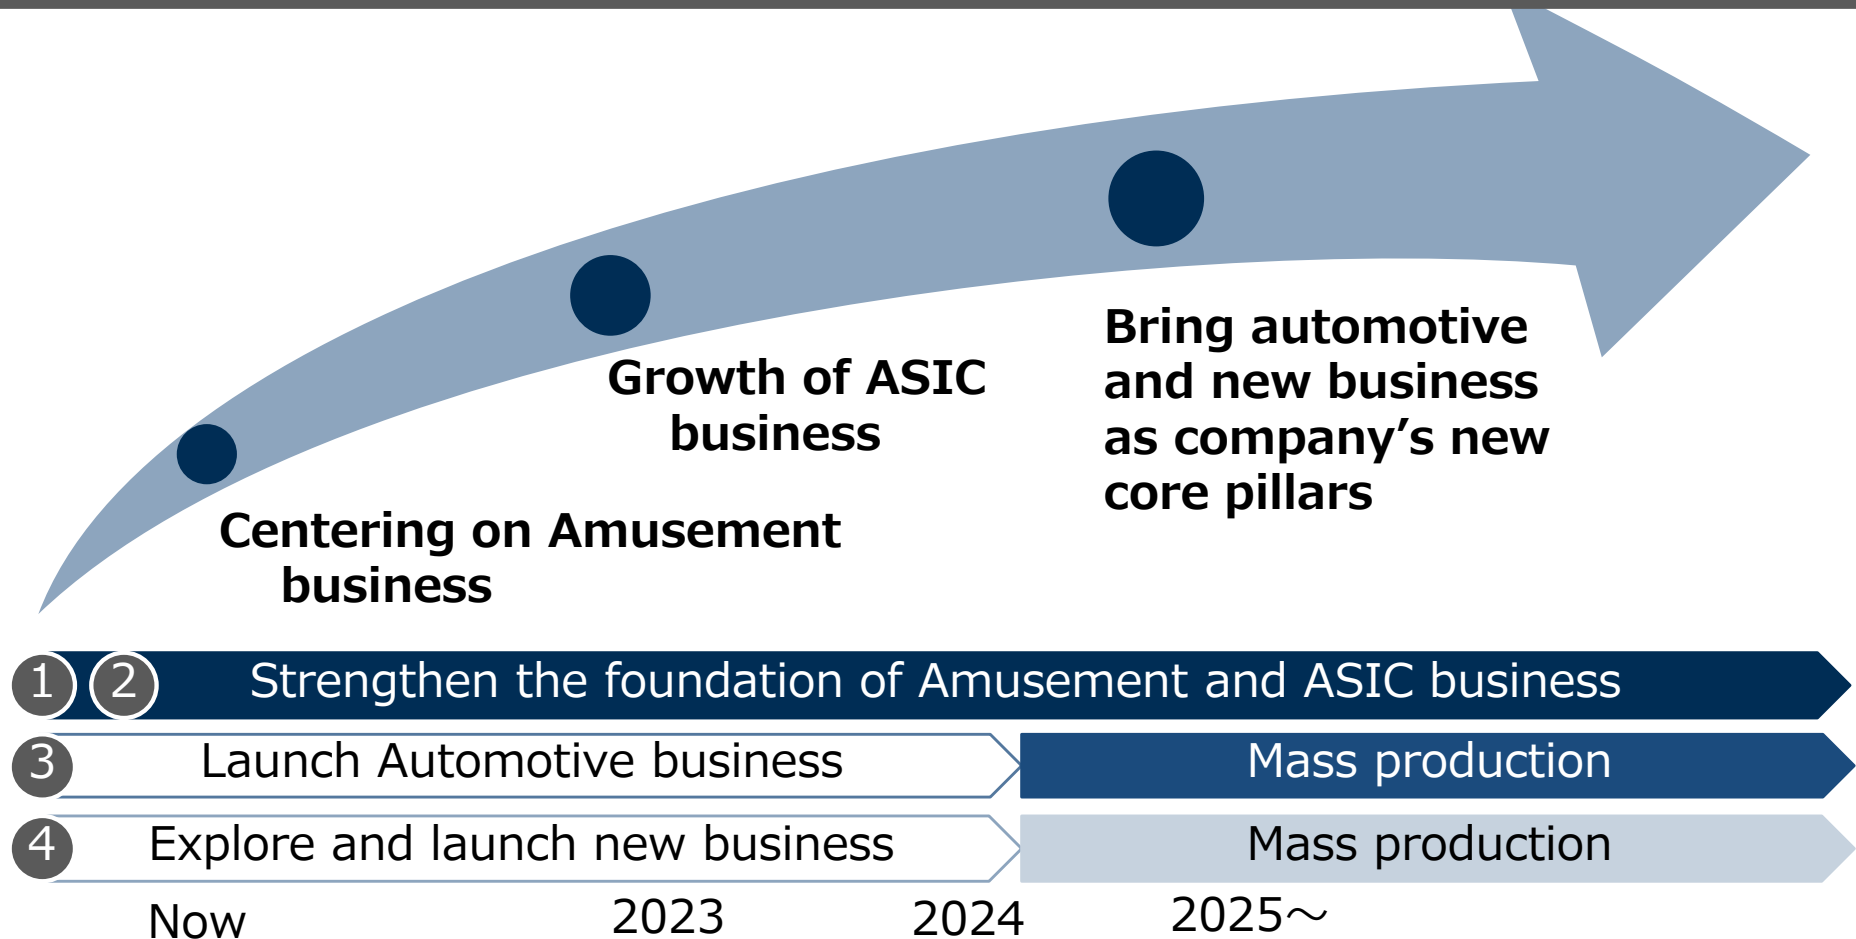 Bring automotive
and new business
as company’s new
core pillars
Growth of ASIC
business
Centering on Amusement
business
1 2 Strengthen the foundation of Amusement and ASIC business
3 Launch Automotive business Mass production
4 Explore and launch new business Mass production
Now 2023 2024 2025～